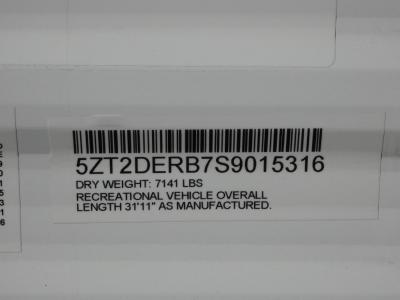 5ZT2DERB7S9015316
DRY WEIGHT: 7141 LBS
RECREATIONAL VEHICLE OVERALL
LENGTH 31'11" AS MANUFACTURED.